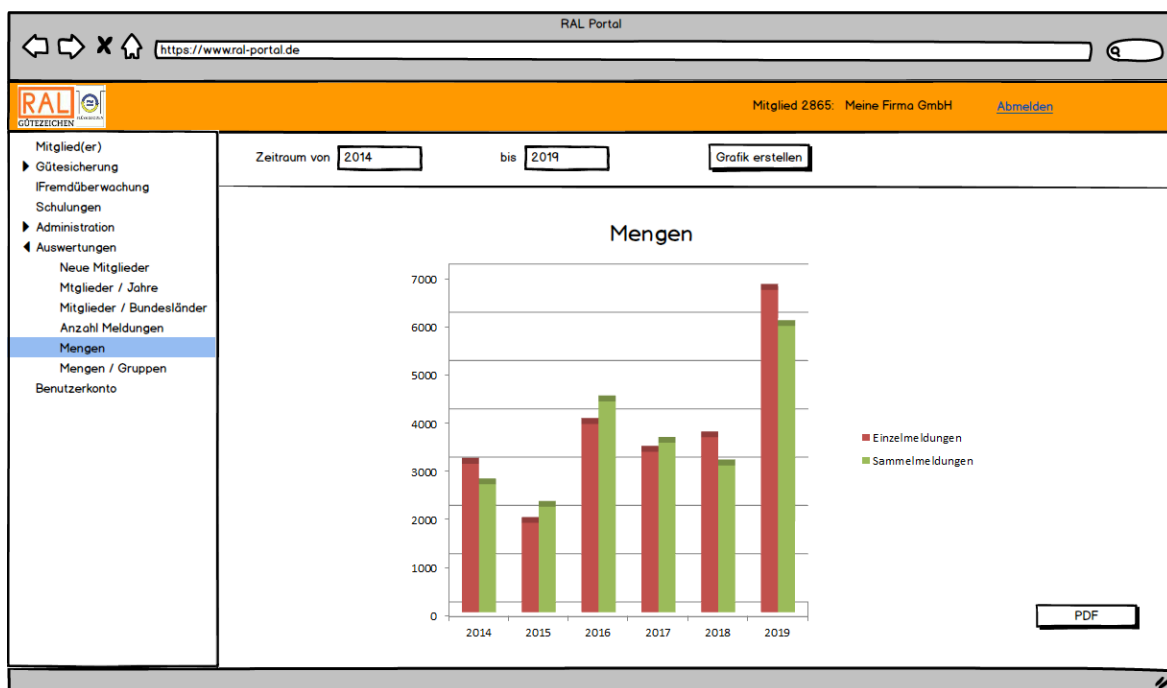 RAL Portal
https://www.ral-portal.de
RAL
GÜTEZEICHEN
Mitglied 2865: Meine Firma GmbH Abmelden
Mitglied(er)
Gütesicherung
IFremdüberwachung
Schulungen
Administration
Auswertungen
Neue Mitglieder
Mtglieder / Jahre
Mitglieder / Bundesländer
Anzahl Meldungen
Mengen
Mengen / Gruppen
Benutzerkonto
Zeitraum von 2014 bis 2019 Grafik erstellen
Mengen
7000
6000
5000
4000
3000
2000
1000
0
2014 2015 2016 2017 2018 2019
Einzelmeldungen
Sammelmeldungen
PDF